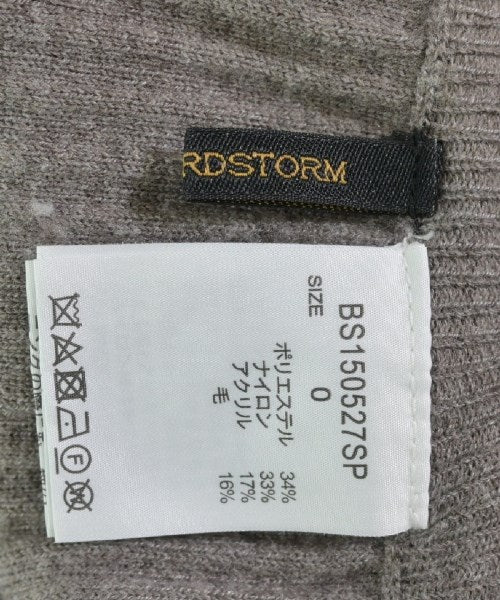 RDSTORM
BS150527SP
SIZE 0
ポリエステル 34%
ナイロン 33%
アクリル 17%
毛 16%